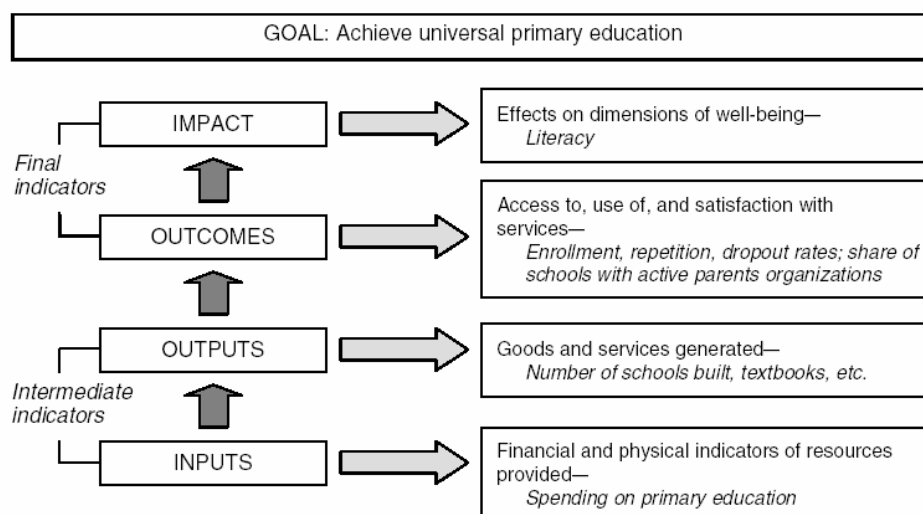 GOAL: Achieve universal primary education
IMPACT
Effects on dimensions of well-being—
Literacy
Final
indicators
OUTCOMES
Access to, use of, and satisfaction with
services—
Enrollment, repetition, dropout rates; share of
schools with active parents organizations
OUTPUTS
Goods and services generated—
Number of schools built, textbooks, etc.
Intermediate
indicators
INPUTS
Financial and physical indicators of resources
provided—
Spending on primary education